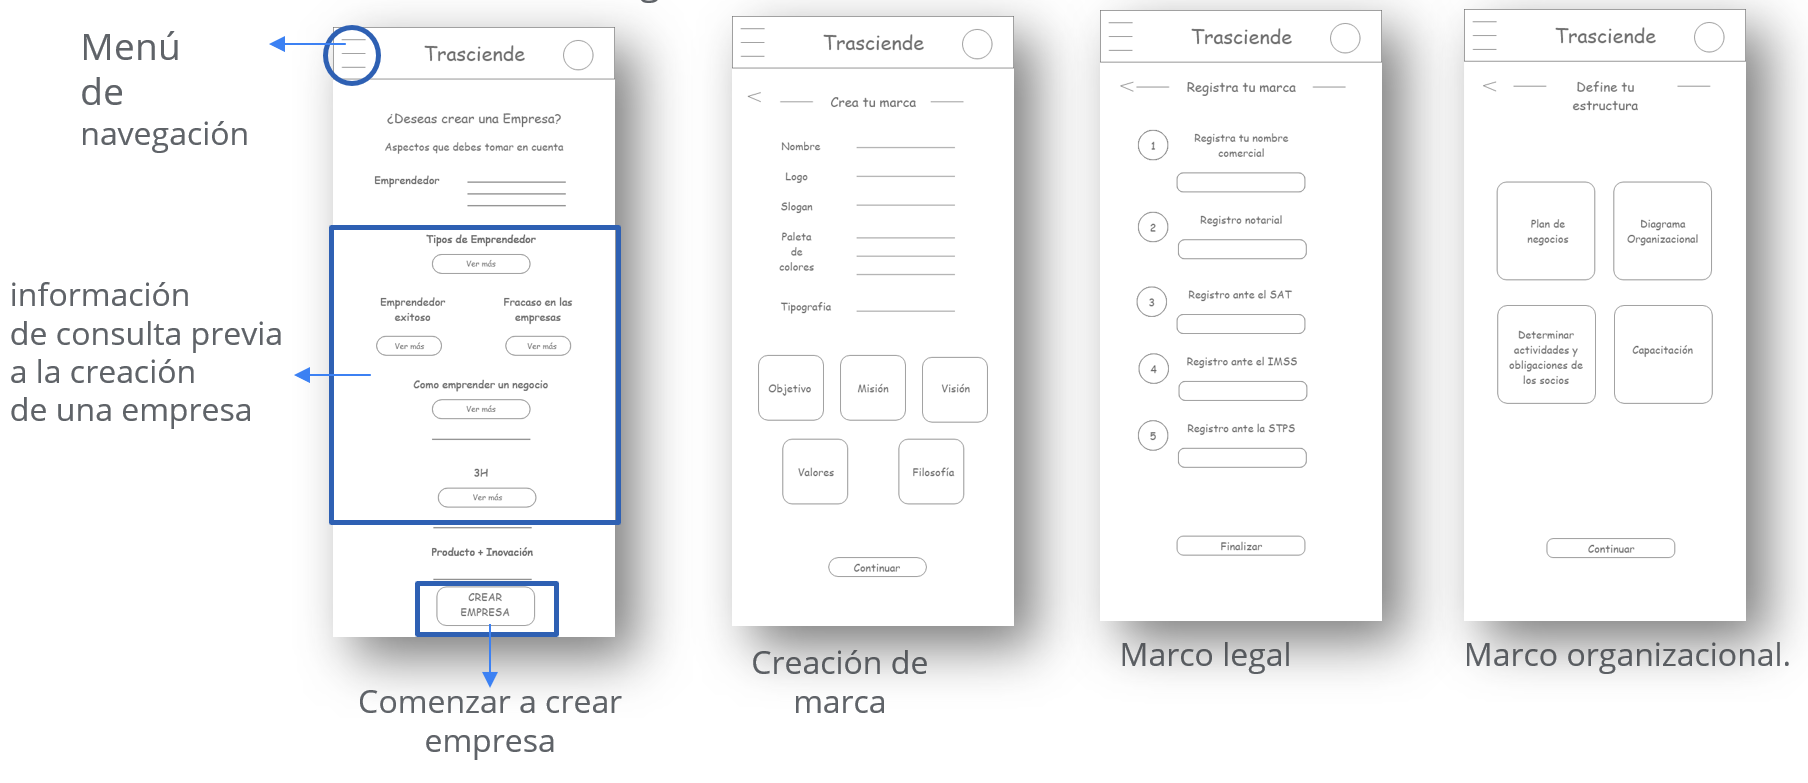 Menú
de
navegación
información
de consulta previa
a la creación
de una empresa
Trasciende
¿Deseas crear una Empresa?
Aspectos que debes tomar en cuenta
Emprendedor
Tipos de Emprendedor
Ver más
Emprendedor
exitoso
Ver más
Fracaso en las
empresas
Ver más
Como emprender un negocio
Ver más
3H
Ver más
Producto + Inovación
CREAR
EMPRESA
Comenzar a crear
empresa
Trasciende
<
Crea tu marca
Nombre
Logo
Slogan
Paleta
de
colores
Tipografia
Objetivo
Misión
Visión
Valores
Filosofía
Continuar
Creación de
marca
Trasciende
<
Registra tu marca
1
Registra tu nombre
comercial
2
Registro notarial
3
Registro ante el SAT
4
Registro ante el IMSS
5
Registro ante la STPS
Finalizar
Marco legal
Trasciende
<
Define tu
estructura
Plan de
negocios
Diagrama
Organizacional
Determinar
actividades y
obligaciones de
los socios
Capacitación
Continuar
Marco organizacional.